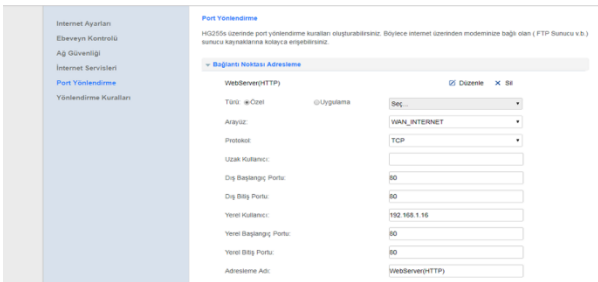 Internet Ayarları
Ebeveyn Kontrolü
Ağ Güvenliği
İnternet Servisleri
Port Yönlendirme
Yönlendirme Kuralları
Port Yönlendirme
HG255s üzerinde port yönlendirme kuralları oluşturabilirsiniz. Böylece internet üzerinden modeminize bağlı olan ( FTP Sunucu v.b.)
sunucu kaynaklarına kolayca erişebilirsiniz.
Bağlantı Noktası Adresleme
WebServer(HTTP) Düzenle Sil
Türü: Özel Uygulama Seç...
Arayüz: WAN_INTERNET
Protokol: TCP
Uzak Kullanıcı:
Dış Başlangıç Portu: 80
Dış Bitiş Portu: 80
Yerel Kullanıcı: 192.168.1.16
Yerel Başlangıç Portu: 80
Yerel Bitiş Portu: 80
Adresleme Adı: WebServer(HTTP)